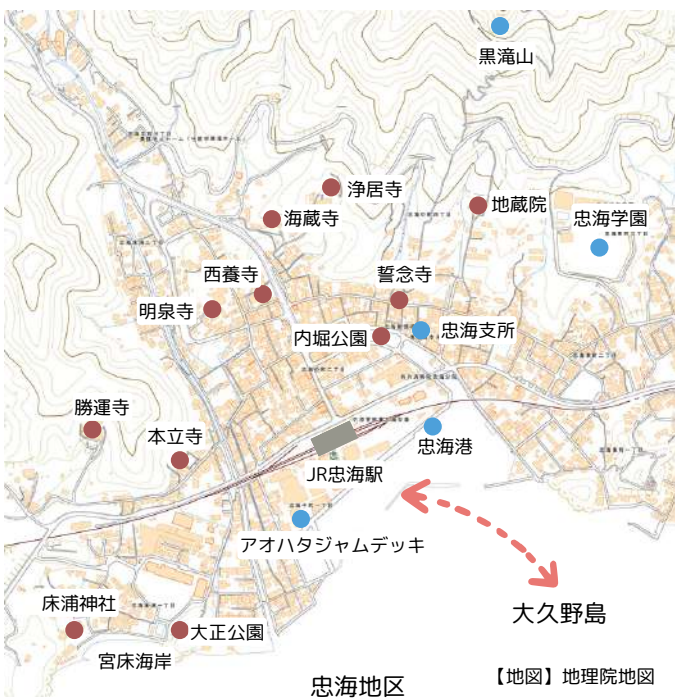 黒滝山
浄居寺
海蔵寺
地蔵院
忠海学園
西養寺
誓念寺
明泉寺
内堀公園
忠海支所
勝運寺
本立寺
忠海港
JR忠海駅
アオハタジャムデッキ
床浦神社
大正公園
宮床海岸
大久野島
忠海地区
【地図】地理院地図